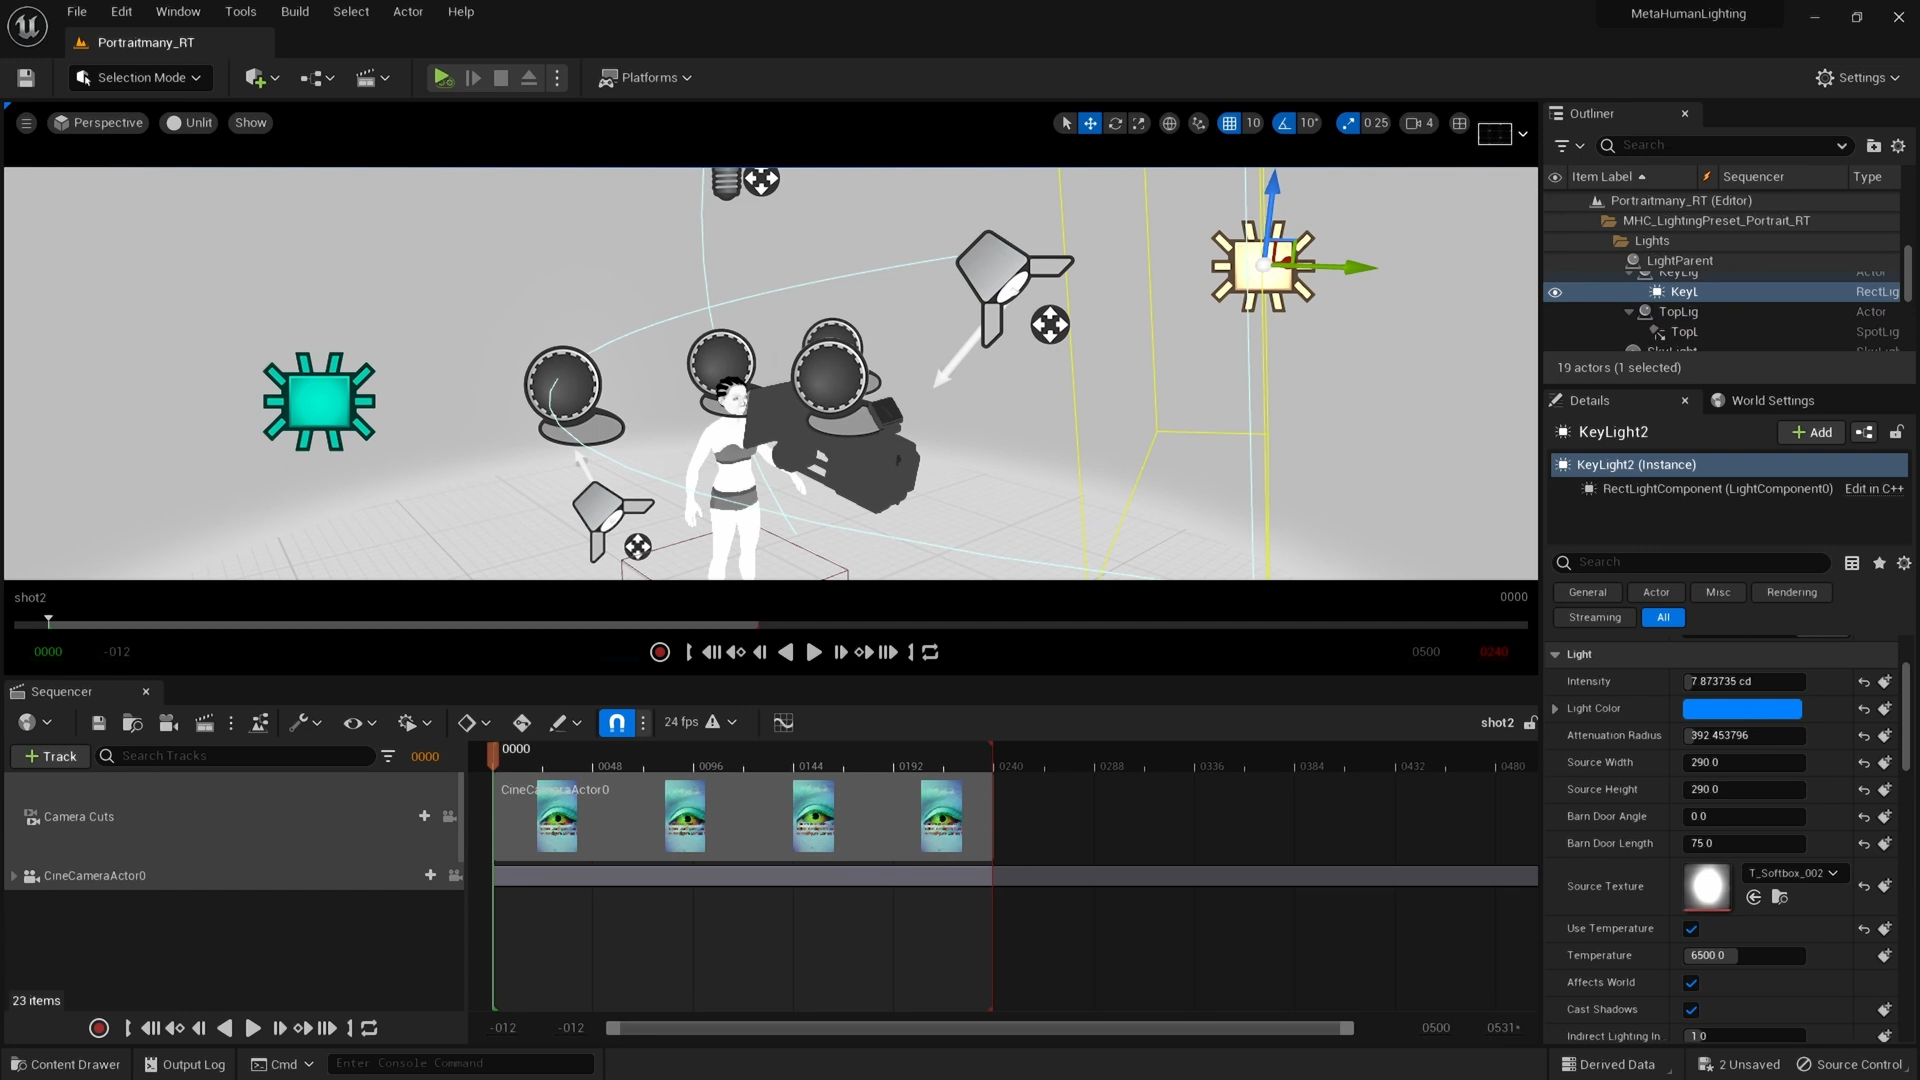 File Edit Window Tools Build Select Actor Help
MetaHumanLighting
Portraitmany_RT
Selection Mode
Platforms
Settings
Perspective Unlit Show
10 10° 0.25 4
Outliner
Search
Item Label Sequencer Type
Portraitmany_RT (Editor)
MHC_LightingPreset_Portrait_RT
Lights
LightParent
KeyLig Actor
KeyL RectLig
TopLig Actor
TopL SpotLig
19 actors (1 selected)
Details World Settings
KeyLight2 Add
KeyLight2 (Instance)
RectLightComponent (LightComponent0) Edit in C++
Search
General Actor Misc Rendering
Streaming All
Light
Intensity 7 873735 cd
Light Color
Attenuation Radius 392 453796
Source Width 290 0
Source Height 290 0
Barn Door Angle 0 0
Barn Door Length 75 0
Source Texture T_Softbox_002
Use Temperature
Temperature 6500 0
Affects World
Cast Shadows
Indirect Lighting In 1 0
shot2 0000
0000 -012 0500 0240
Sequencer
24 fps shot2
Track Search Tracks 0000
0000
0048 0096 0144 0192 0240 0288 0336 0384 0432 0480
CineCameraActor0
Camera Cuts
CineCameraActor0
23 items
-012 -012 0500 0531*
Content Drawer Output Log Cmd Enter Console Command
Derived Data 2 Unsaved Source Control